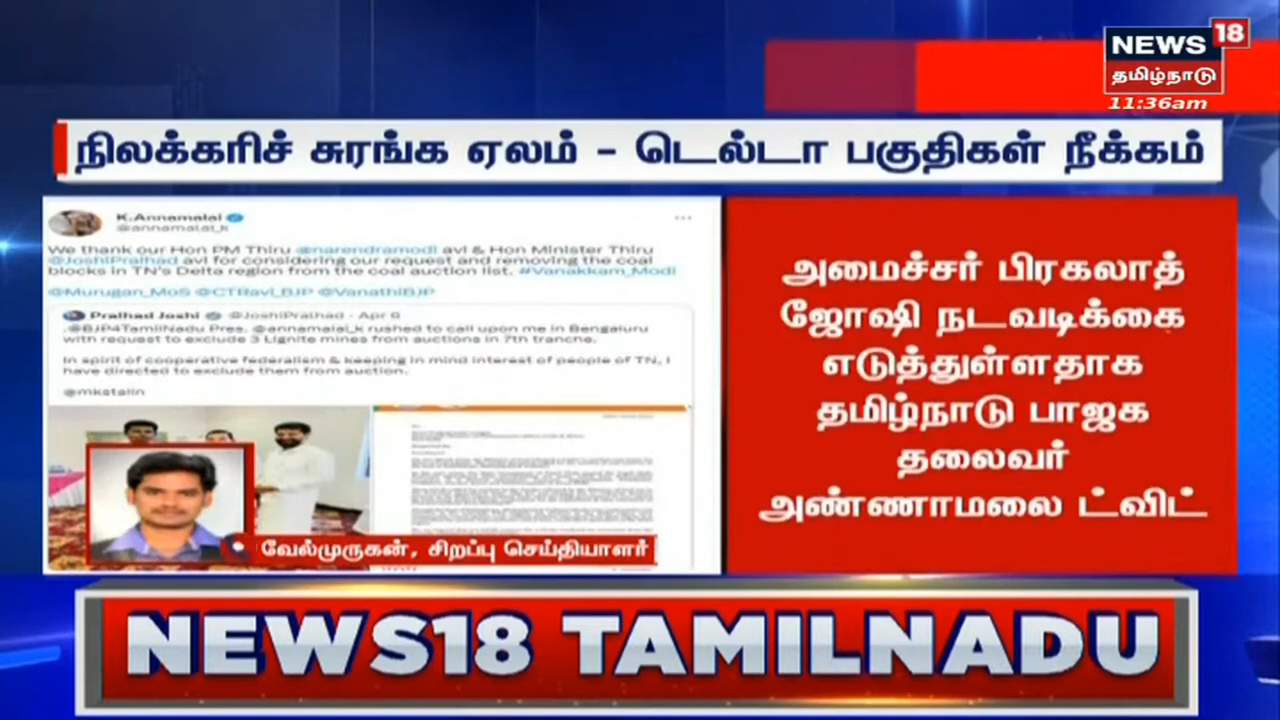 NEWS 18
தமிழ்நாடு
11:36am
நிலக்கரிச் சுரங்க ஏலம் - டெல்டா பகுதிகள் நீக்கம்
K.Annamalai
@annamalai_k
We thank our Hon PM Thiru @narendramodi avl & Hon Minister Thiru
@JoshiPralhad avl for considering our request and removing the coal
blocks in TN's Delta region from the coal auction list. #Vanakkam_Modi
@Murugan_MoS @CTRavi_BJP @VanathiBJP
Pralhad Joshi @JoshiPralhad - Apr 6
.@BJP4TamilNadu Pres. @annamalai_k rushed to call upon me in Bengaluru
with request to exclude 3 Lignite mines from auctions in 7th tranche.
In spirit of cooperative federalism & keeping in mind interest of people of TN, I
have directed to exclude them from auction.
@mkstalin
வேல்முருகன், சிறப்பு செய்தியாளர்
அமைச்சர் பிரகலாத்
ஜோஷி நடவடிக்கை
எடுத்துள்ளதாக
தமிழ்நாடு பாஜக
தலைவர்
அண்ணாமலை ட்விட்
NEWS18 TAMILNADU